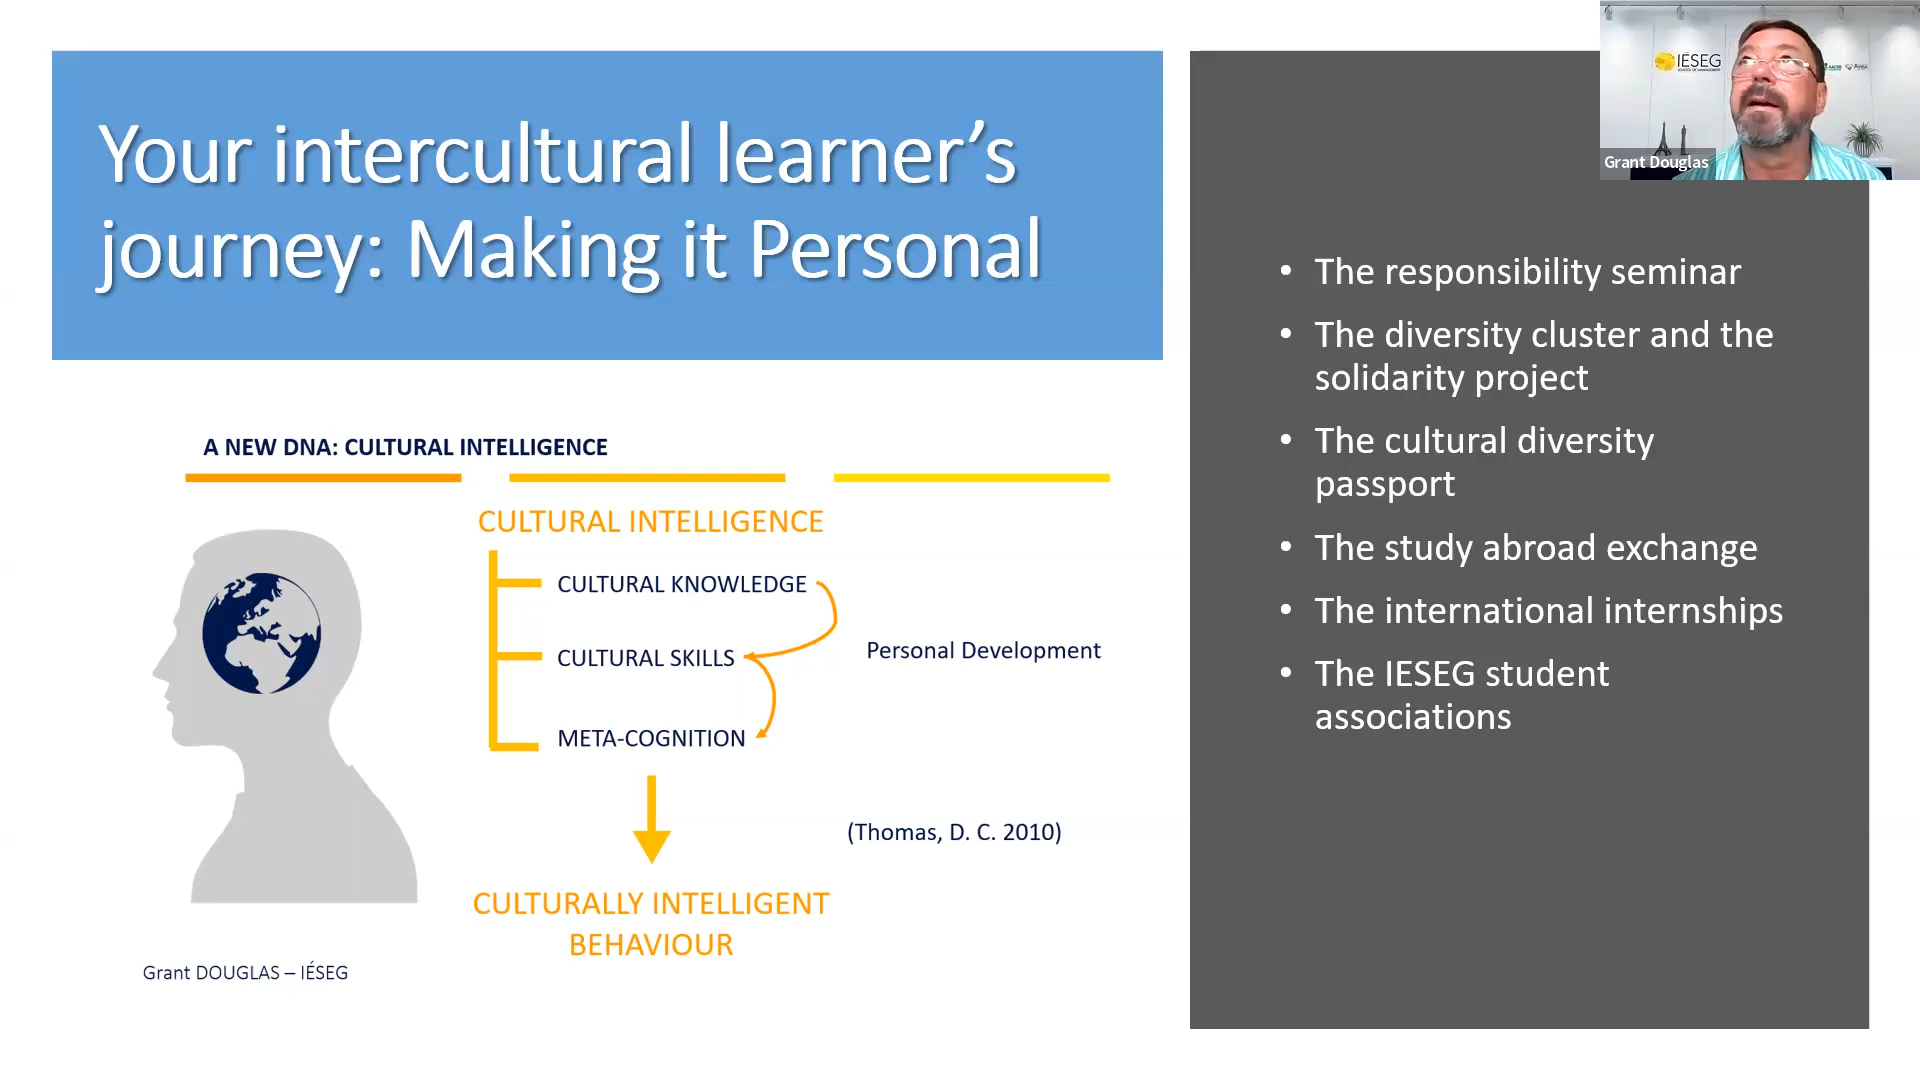 Your intercultural learner’s
journey: Making it Personal
A NEW DNA: CULTURAL INTELLIGENCE
CULTURAL INTELLIGENCE
CULTURAL KNOWLEDGE
CULTURAL SKILLS
META-COGNITION
Personal Development
(Thomas, D. C. 2010)
CULTURALLY INTELLIGENT
BEHAVIOUR
Grant DOUGLAS – IÉSEG
• The responsibility seminar
• The diversity cluster and the
solidarity project
• The cultural diversity
passport
• The study abroad exchange
• The international internships
• The IESEG student
associations
IÉSEG
SCHOOL OF MANAGEMENT
Grant Douglas